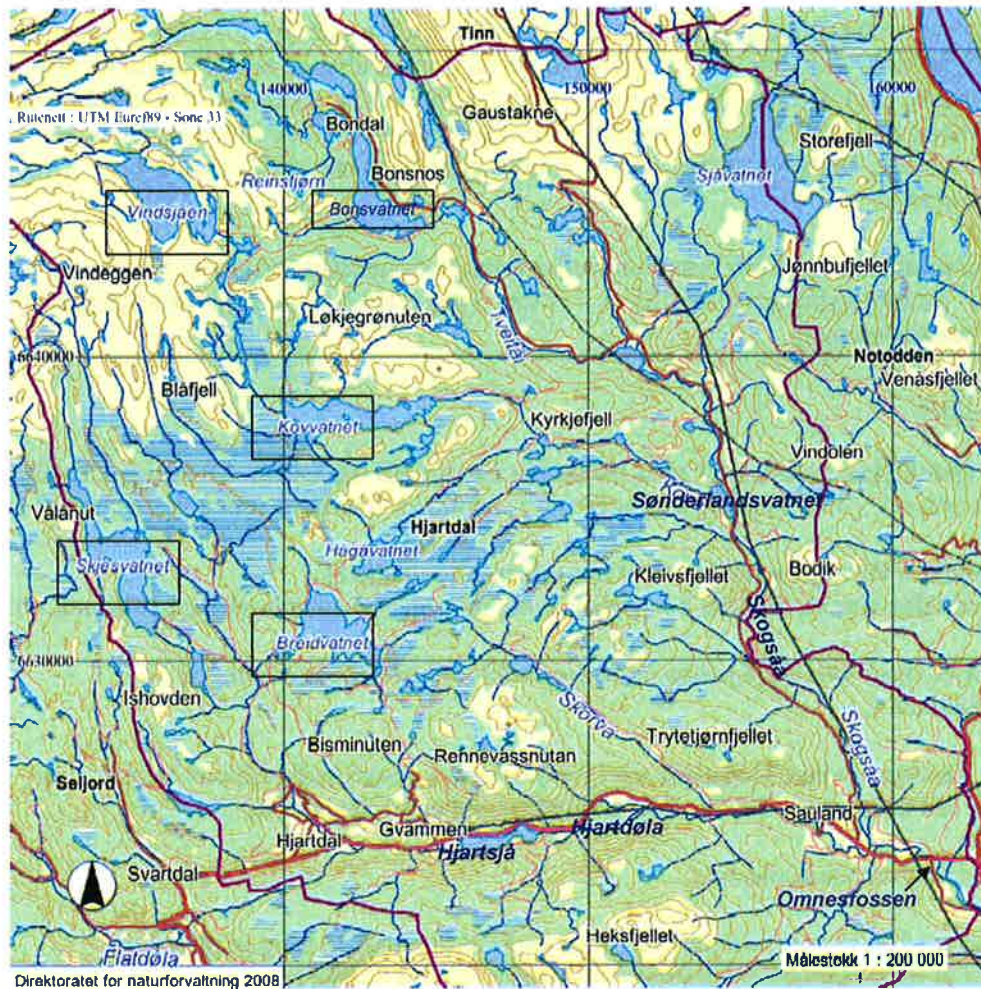 Tinn
140000
150000
160000
Gaustakne
Rutenett : UTM Euref89 - Sone 33
Bondal
Storefjell
Bonsnos
Reinstjørn
Sjåvatnet
Vindsjåen
Bonsvatnet
Vindeggen
Jønnbufjellet
Løkjegrønuten
6640000
Notodden
Venåsfjellet
Blåfjell
Kovvatnet
Kyrkjefjell
Vindolen
Sønderlandsvatnet
Vålanut
Hjartdal
Høgavatnet
Skjesvatnet
Kleivsfjellet
Bodik
Skogsåa
Breidvatnet
6630000
Ishovden
Skorva
Skogsåa
Bisminuten
Rennevassnutan
Trytetjørnfjellet
Seljord
Sauland
Gvammen
Hjartdøla
Hjartdal
Hjartsjå
Svartdal
Omnesfossen
Heksfjellet
Flatdøla
Målestokk 1 : 200 000
Direktoratet for naturforvaltning 2008